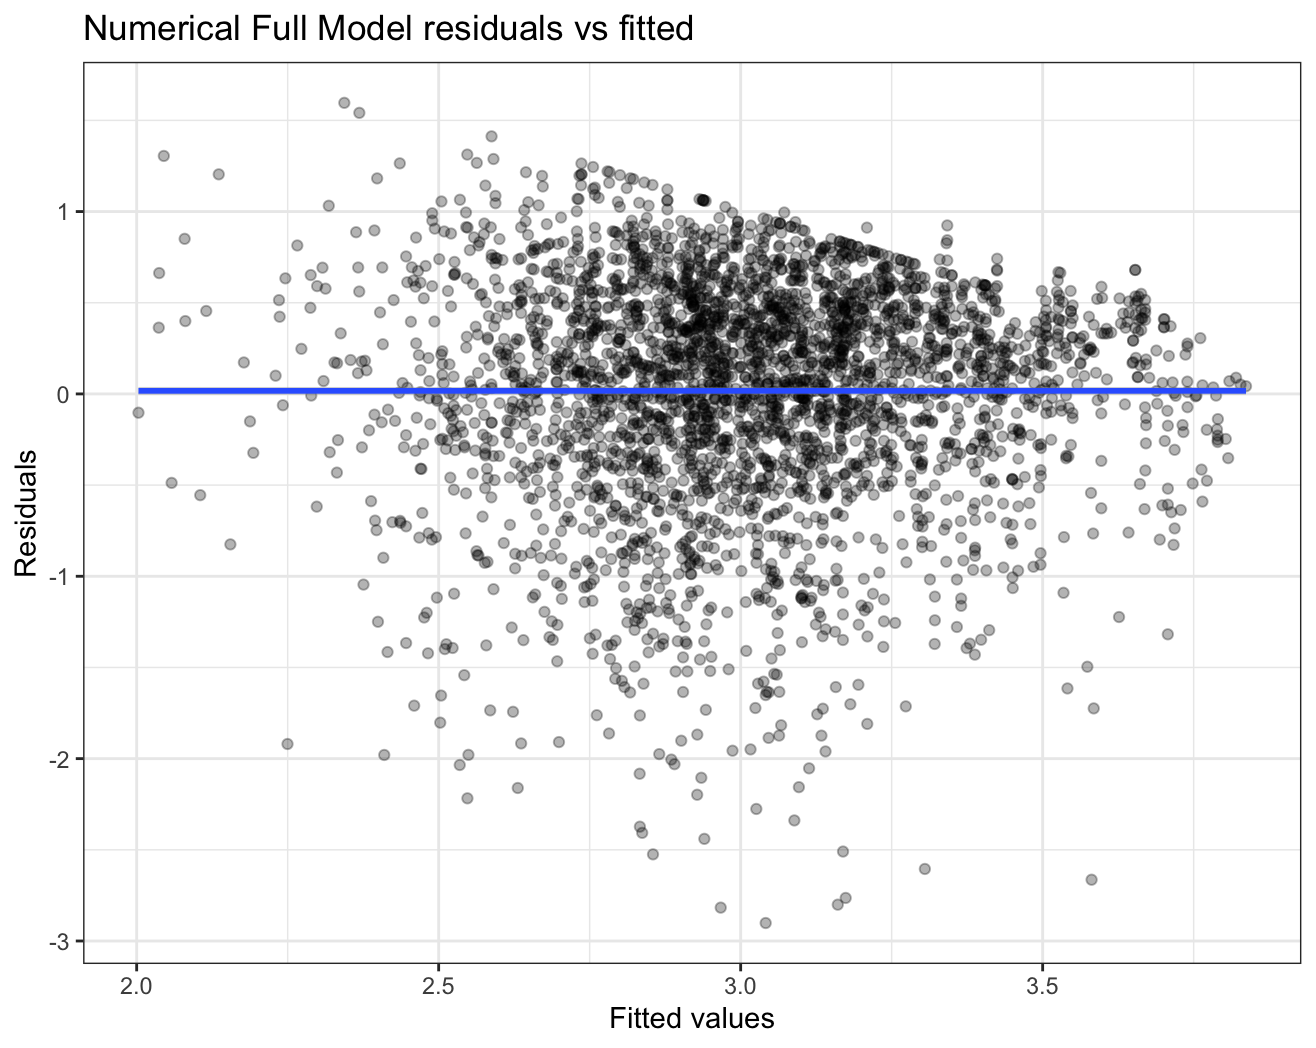 Numerical Full Model residuals vs fitted
1
0
-1
-2
-3
Residuals
2.0 2.5 3.0 3.5
Fitted values